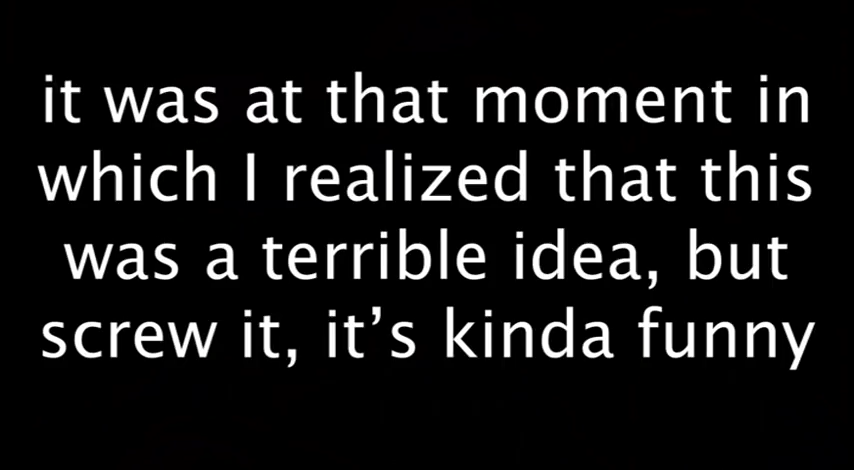 it was at that moment in
which I realized that this
was a terrible idea, but
screw it, it’s kinda funny